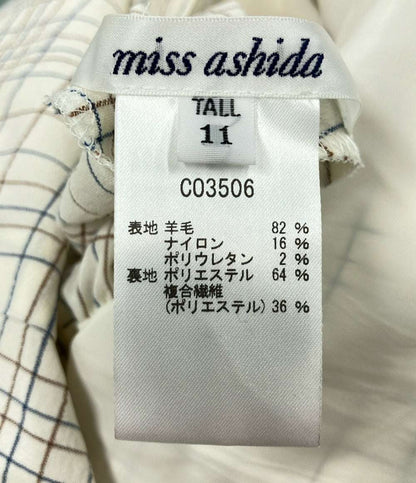 miss ashida
TALL
11
C03506
表地 羊毛 82 %
ナイロン 16 %
ポリウレタン 2 %
裏地 ポリエステル 64 %
複合繊維
(ポリエステル) 36 %